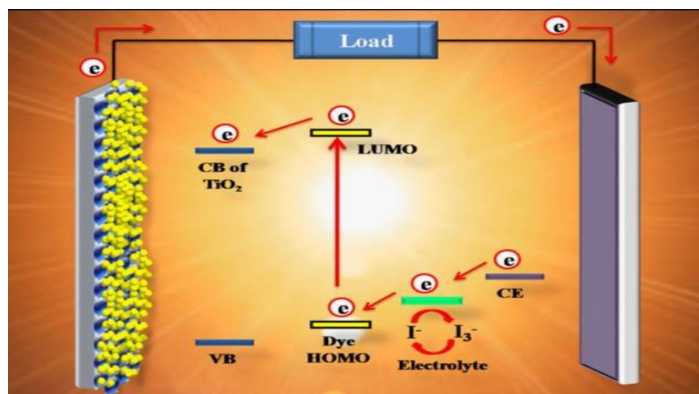 e
Load
e
e
e
LUMO
CB of
TiO₂
e
e
e
CE
I⁻ I₃⁻
Dye
HOMO
VB
Electrolyte